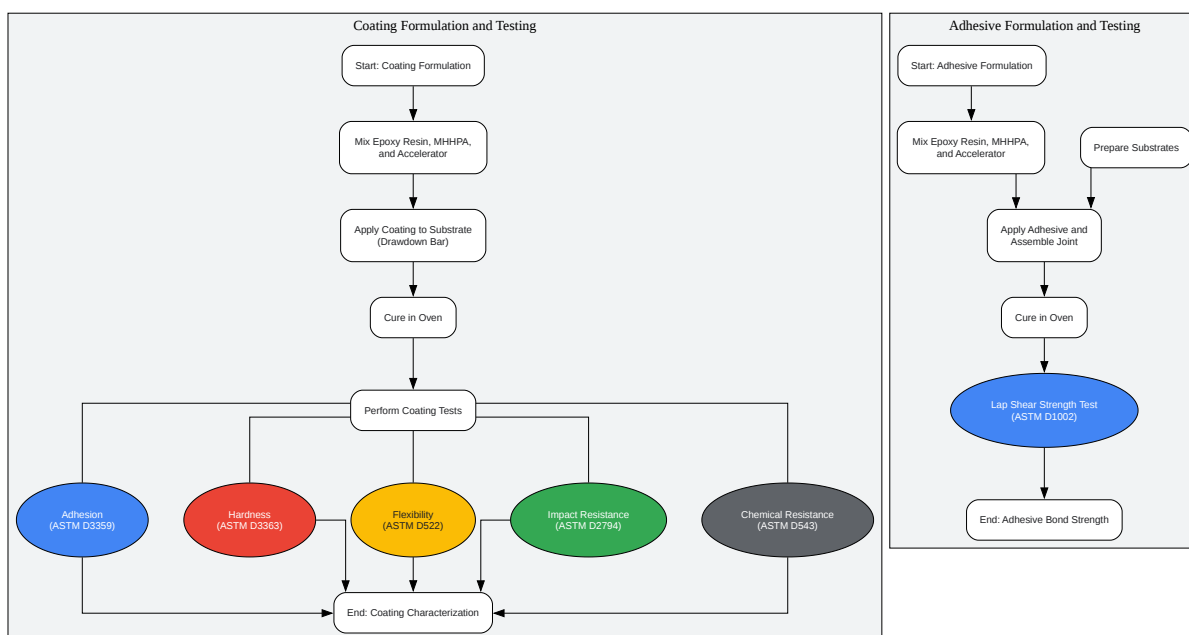 Coating Formulation and Testing
Start: Coating Formulation
Mix Epoxy Resin, MHHPA,
and Accelerator
Apply Coating to Substrate
(Drawdown Bar)
Cure in Oven
Perform Coating Tests
Adhesion
(ASTM D3359)
Hardness
(ASTM D3363)
Flexibility
(ASTM D522)
Impact Resistance
(ASTM D2794)
Chemical Resistance
(ASTM D543)
End: Coating Characterization
Adhesive Formulation and Testing
Start: Adhesive Formulation
Mix Epoxy Resin, MHHPA,
and Accelerator
Prepare Substrates
Apply Adhesive and
Assemble Joint
Cure in Oven
Lap Shear Strength Test
(ASTM D1002)
End: Adhesive Bond Strength